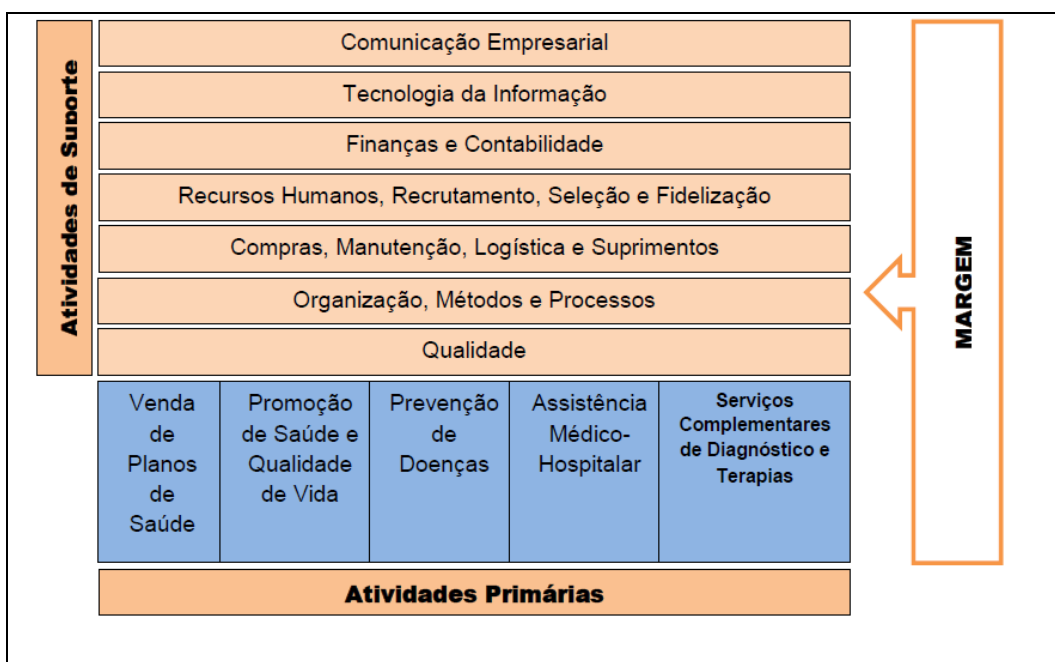 Atividades de Suporte
Comunicação Empresarial
Tecnologia da Informação
Finanças e Contabilidade
Recursos Humanos, Recrutamento, Seleção e Fidelização
Compras, Manutenção, Logística e Suprimentos
Organização, Métodos e Processos
Qualidade
Venda
de
Planos
de
Saúde
Promoção
de Saúde e
Qualidade
de Vida
Prevenção
de
Doenças
Assistência
Médico-
Hospitalar
Serviços
Complementares
de Diagnóstico e
Terapias
Atividades Primárias
MARGEM